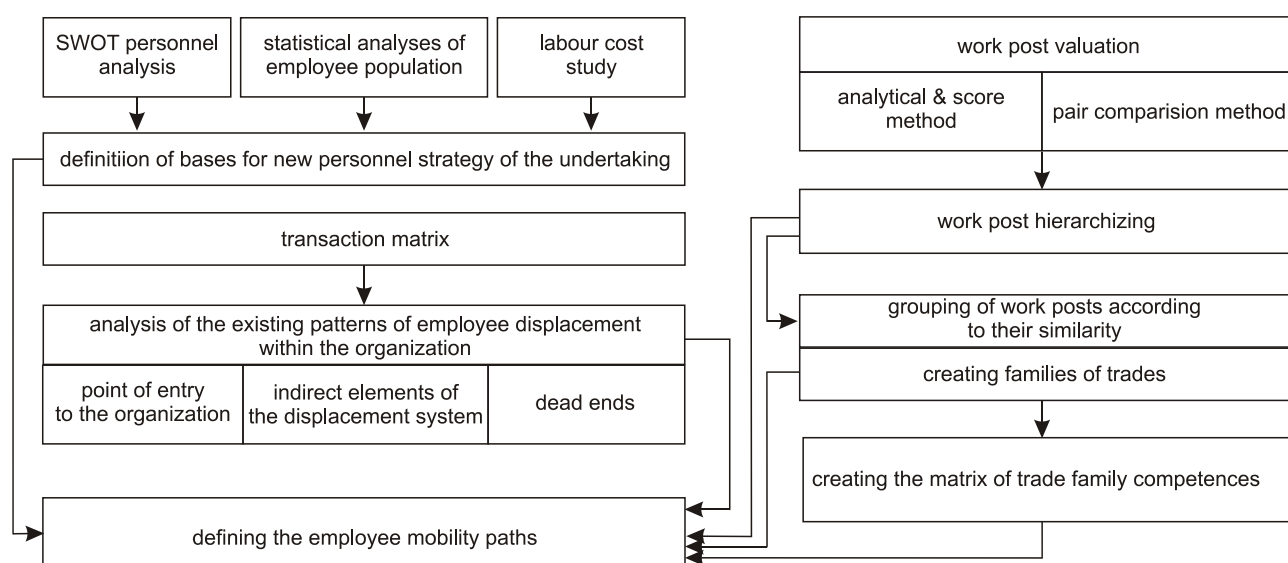 SWOT personnel
analysis
statistical analyses of
employee population
labour cost
study
definitiion of bases for new personnel strategy of the undertaking
transaction matrix
analysis of the existing patterns of employee displacement
within the organization
point of entry
to the organization
indirect elements of
the displacement system
dead ends
defining the employee mobility paths
work post valuation
analytical & score
method
pair comparision method
work post hierarchizing
grouping of work posts according
to their similarity
creating families of trades
creating the matrix of trade family competences